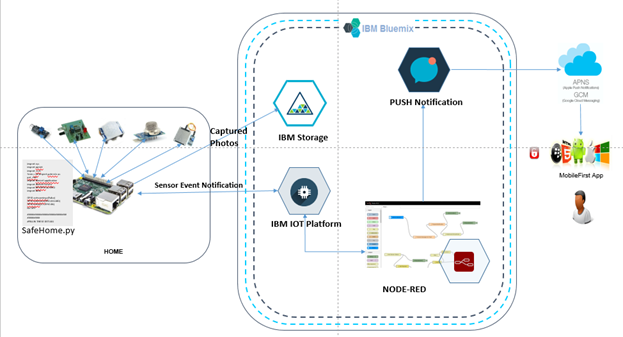 IBM Bluemix
PUSH Notification
APNS
(Apple Push Notifications)
GCM
(Google Cloud Messaging)
MobileFirst App
IBM Storage
Captured
Photos
Sensor Event Notification
IBM IOT Platform
SafeHome.py
HOME
NODE-RED